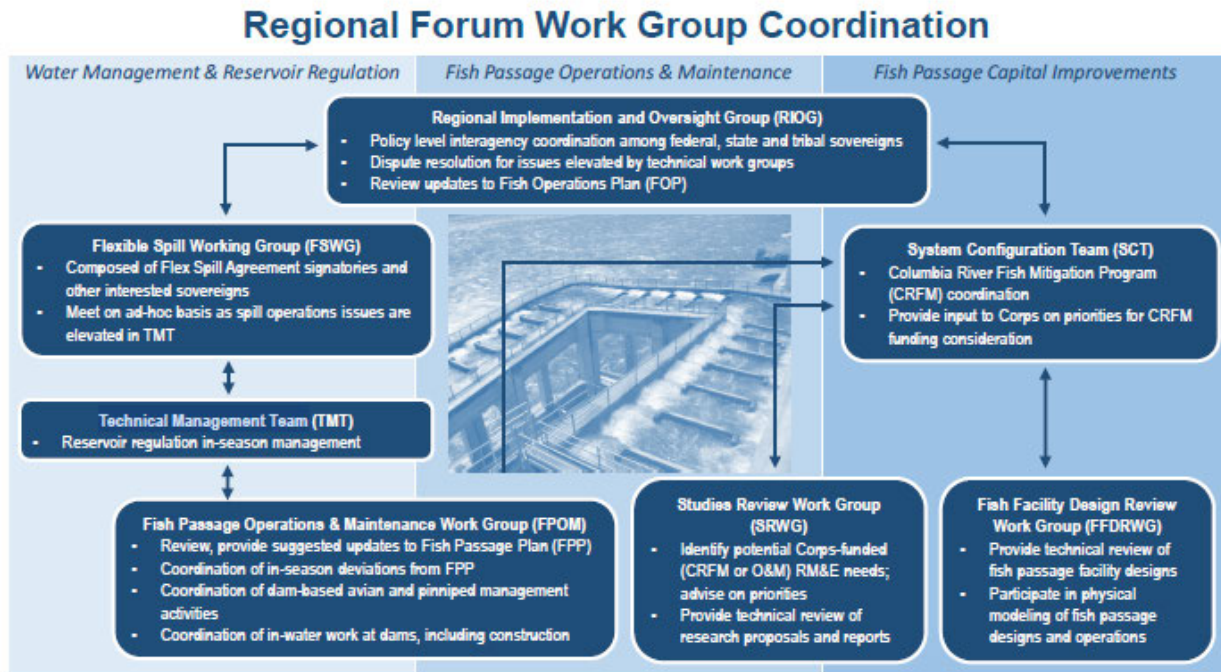 Regional Forum Work Group Coordination
Water Management & Reservoir Regulation
Fish Passage Operations & Maintenance
Fish Passage Capital Improvements
Regional Implementation and Oversight Group (RIOG)
- Policy level interagency coordination among federal, state and tribal sovereigns
- Dispute resolution for issues elevated by technical work groups
- Review updates to Fish Operations Plan (FOP)
Flexible Spill Working Group (FSWG)
- Composed of Flex Spill Agreement signatories and
other interested sovereigns
- Meet on ad-hoc basis as spill operations issues are
elevated in TMT
System Configuration Team (SCT)
- Columbia River Fish Mitigation Program
(CRFM) coordination
- Provide input to Corps on priorities for CRFM
funding consideration
Technical Management Team (TMT)
- Reservoir regulation in-season management
Fish Passage Operations & Maintenance Work Group (FPOM)
- Review, provide suggested updates to Fish Passage Plan (FPP)
- Coordination of in-season deviations from FPP
- Coordination of dam-based avian and pinniped management
activities
- Coordination of in-water work at dams, including construction
Studies Review Work Group
(SRWG)
- Identify potential Corps-funded
(CRFM or O&M) RM&E needs;
advise on priorities
- Provide technical review of
research proposals and reports
Fish Facility Design Review
Work Group (FFDRWG)
- Provide technical review of
fish passage facility designs
- Participate in physical
modeling of fish passage
designs and operations